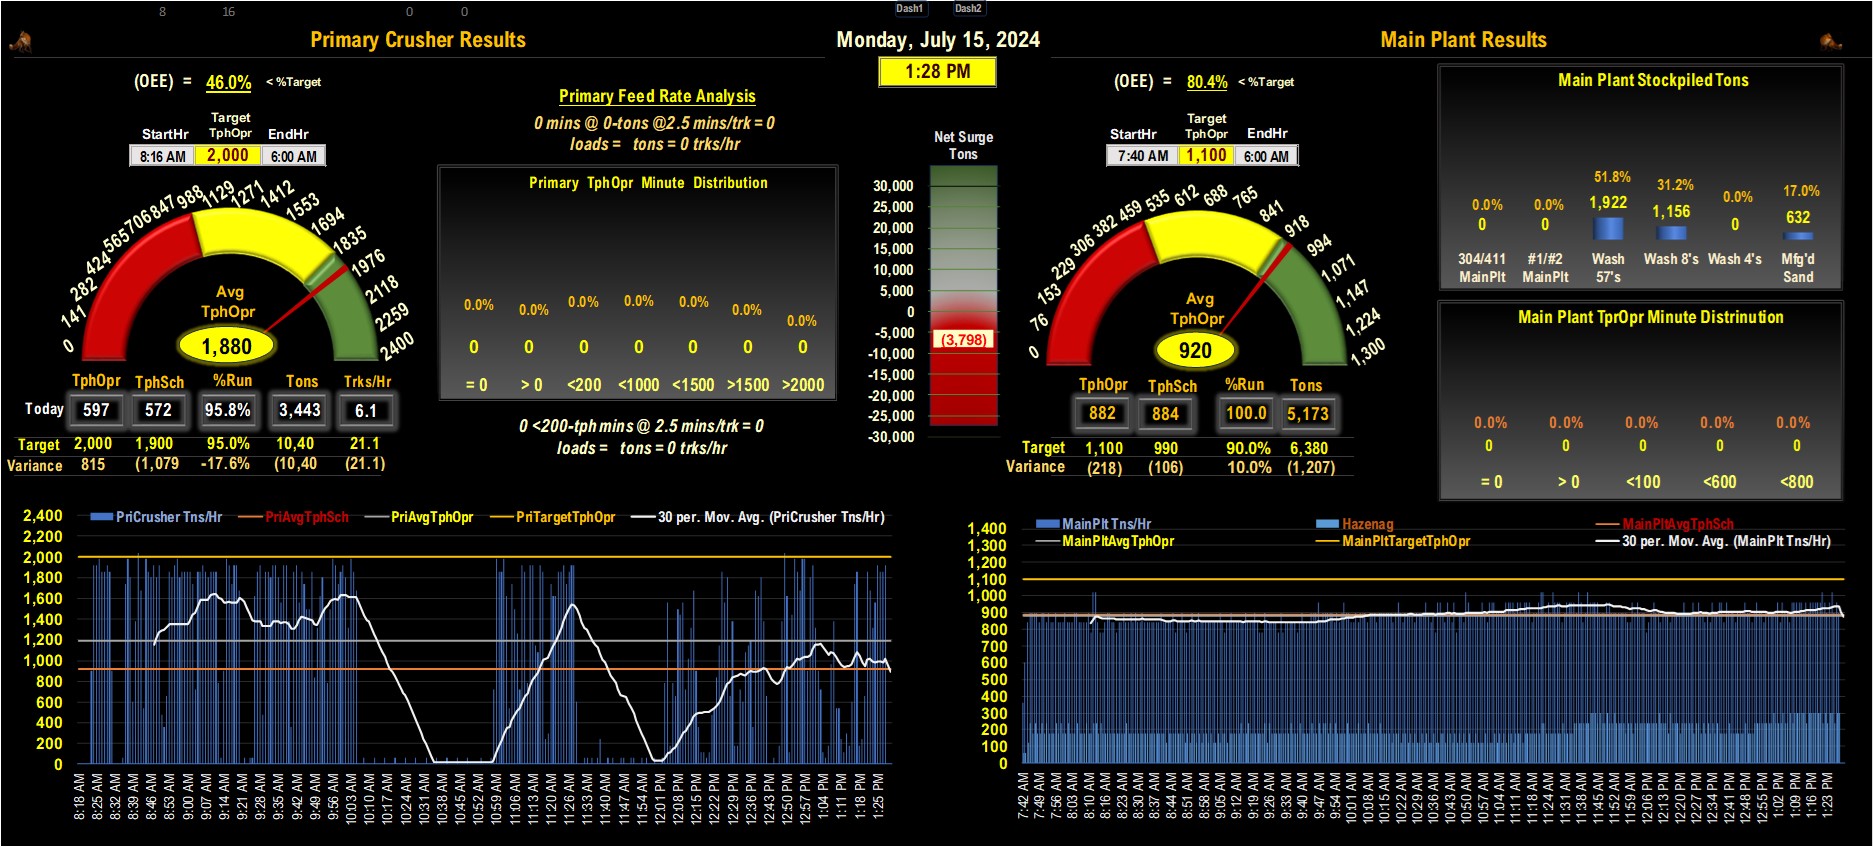 8 16 0 0 Dash1 Dash2
Primary Crusher Results
Monday, July 15, 2024
Main Plant Results
1:28 PM
(OEE) = 46.0% < %Target
StartHr Target TphOpr EndHr
8:16 AM 2,000 6:00 AM
0 141 282 424 565 706 847 988 1129 1271 1412 1553 1694 1835 1976 2118 2259 2400
Avg
TphOpr
1,880
TphOpr TphSch %Run Tons Trks/Hr
Today 597 572 95.8% 3,443 6.1
Target 2,000 1,900 95.0% 10,40 21.1
Variance 815 (1,079 -17.6% (10,40 (21.1)
Primary Feed Rate Analysis
0 mins @ 0-tons @2.5 mins/trk = 0
loads = tons = 0 trks/hr
Primary TphOpr Minute Distribution
0.0% 0.0% 0.0% 0.0% 0.0% 0.0% 0.0%
0 0 0 0 0 0 0
= 0 > 0 <200 <1000 <1500 >1500 >2000
0 <200-tph mins @ 2.5 mins/trk = 0
loads = tons = 0 trks/hr
Net Surge
Tons
30,000
25,000
20,000
15,000
10,000
5,000
0
-5,000
(3,798)
-10,000
-15,000
-20,000
-25,000
-30,000
(OEE) = 80.4% < %Target
StartHr Target TphOpr EndHr
7:40 AM 1,100 6:00 AM
0 76 153 229 306 382 459 535 612 688 765 841 918 994 1,071 1,147 1,224 1,300
Avg
TphOpr
920
TphOpr TphSch %Run Tons
882 884 100.0 5,173
Target 1,100 990 90.0% 6,380
Variance (218) (106) 10.0% (1,207)
Main Plant Stockpiled Tons
0.0% 0.0% 51.8% 31.2% 0.0% 17.0%
0 0 1,922 1,156 0 632
304/411 MainPlt #1/#2 MainPlt Wash 57's Wash 8's Wash 4's Mfg'd Sand
Main Plant TprOpr Minute Distrinution
0.0% 0.0% 0.0% 0.0% 0.0%
0 0 0 0 0
= 0 > 0 <100 <600 <800
PriCrusher Tns/Hr PriAvgTphSch PriAvgTphOpr PriTargetTphOpr 30 per. Mov. Avg. (PriCrusher Tns/Hr)
2,400
2,200
2,000
1,800
1,600
1,400
1,200
1,000
800
600
400
200
0
8:18 AM 8:25 AM 8:32 AM 8:39 AM 8:46 AM 8:53 AM 9:00 AM 9:07 AM 9:14 AM 9:21 AM 9:28 AM 9:35 AM 9:42 AM 9:49 AM 9:56 AM 10:03 AM 10:10 AM 10:17 AM 10:24 AM 10:31 AM 10:38 AM 10:45 AM 10:52 AM 10:59 AM 11:06 AM 11:13 AM 11:20 AM 11:26 AM 11:33 AM 11:40 AM 11:47 AM 11:54 AM 12:01 PM 12:08 PM 12:15 PM 12:22 PM 12:29 PM 12:36 PM 12:43 PM 12:50 PM 12:57 PM 1:04 PM 1:11 PM 1:18 PM 1:25 PM
MainPlt Tns/Hr Hazenag MainPltAvgTphSch
MainPltAvgTphOpr MainPltTargetTphOpr 30 per. Mov. Avg. (MainPlt Tns/Hr)
1,400
1,300
1,200
1,100
1,000
900
800
700
600
500
400
300
200
100
0
7:42 AM 7:49 AM 7:56 AM 8:03 AM 8:10 AM 8:16 AM 8:23 AM 8:30 AM 8:37 AM 8:44 AM 8:51 AM 8:58 AM 9:05 AM 9:12 AM 9:19 AM 9:26 AM 9:33 AM 9:40 AM 9:47 AM 9:54 AM 10:01 AM 10:08 AM 10:15 AM 10:22 AM 10:29 AM 10:36 AM 10:43 AM 10:50 AM 10:57 AM 11:04 AM 11:11 AM 11:17 AM 11:24 AM 11:31 AM 11:38 AM 11:45 AM 11:52 AM 11:59 AM 12:06 PM 12:13 PM 12:20 PM 12:27 PM 12:34 PM 12:41 PM 12:48 PM 12:55 PM 1:02 PM 1:09 PM 1:16 PM 1:23 PM